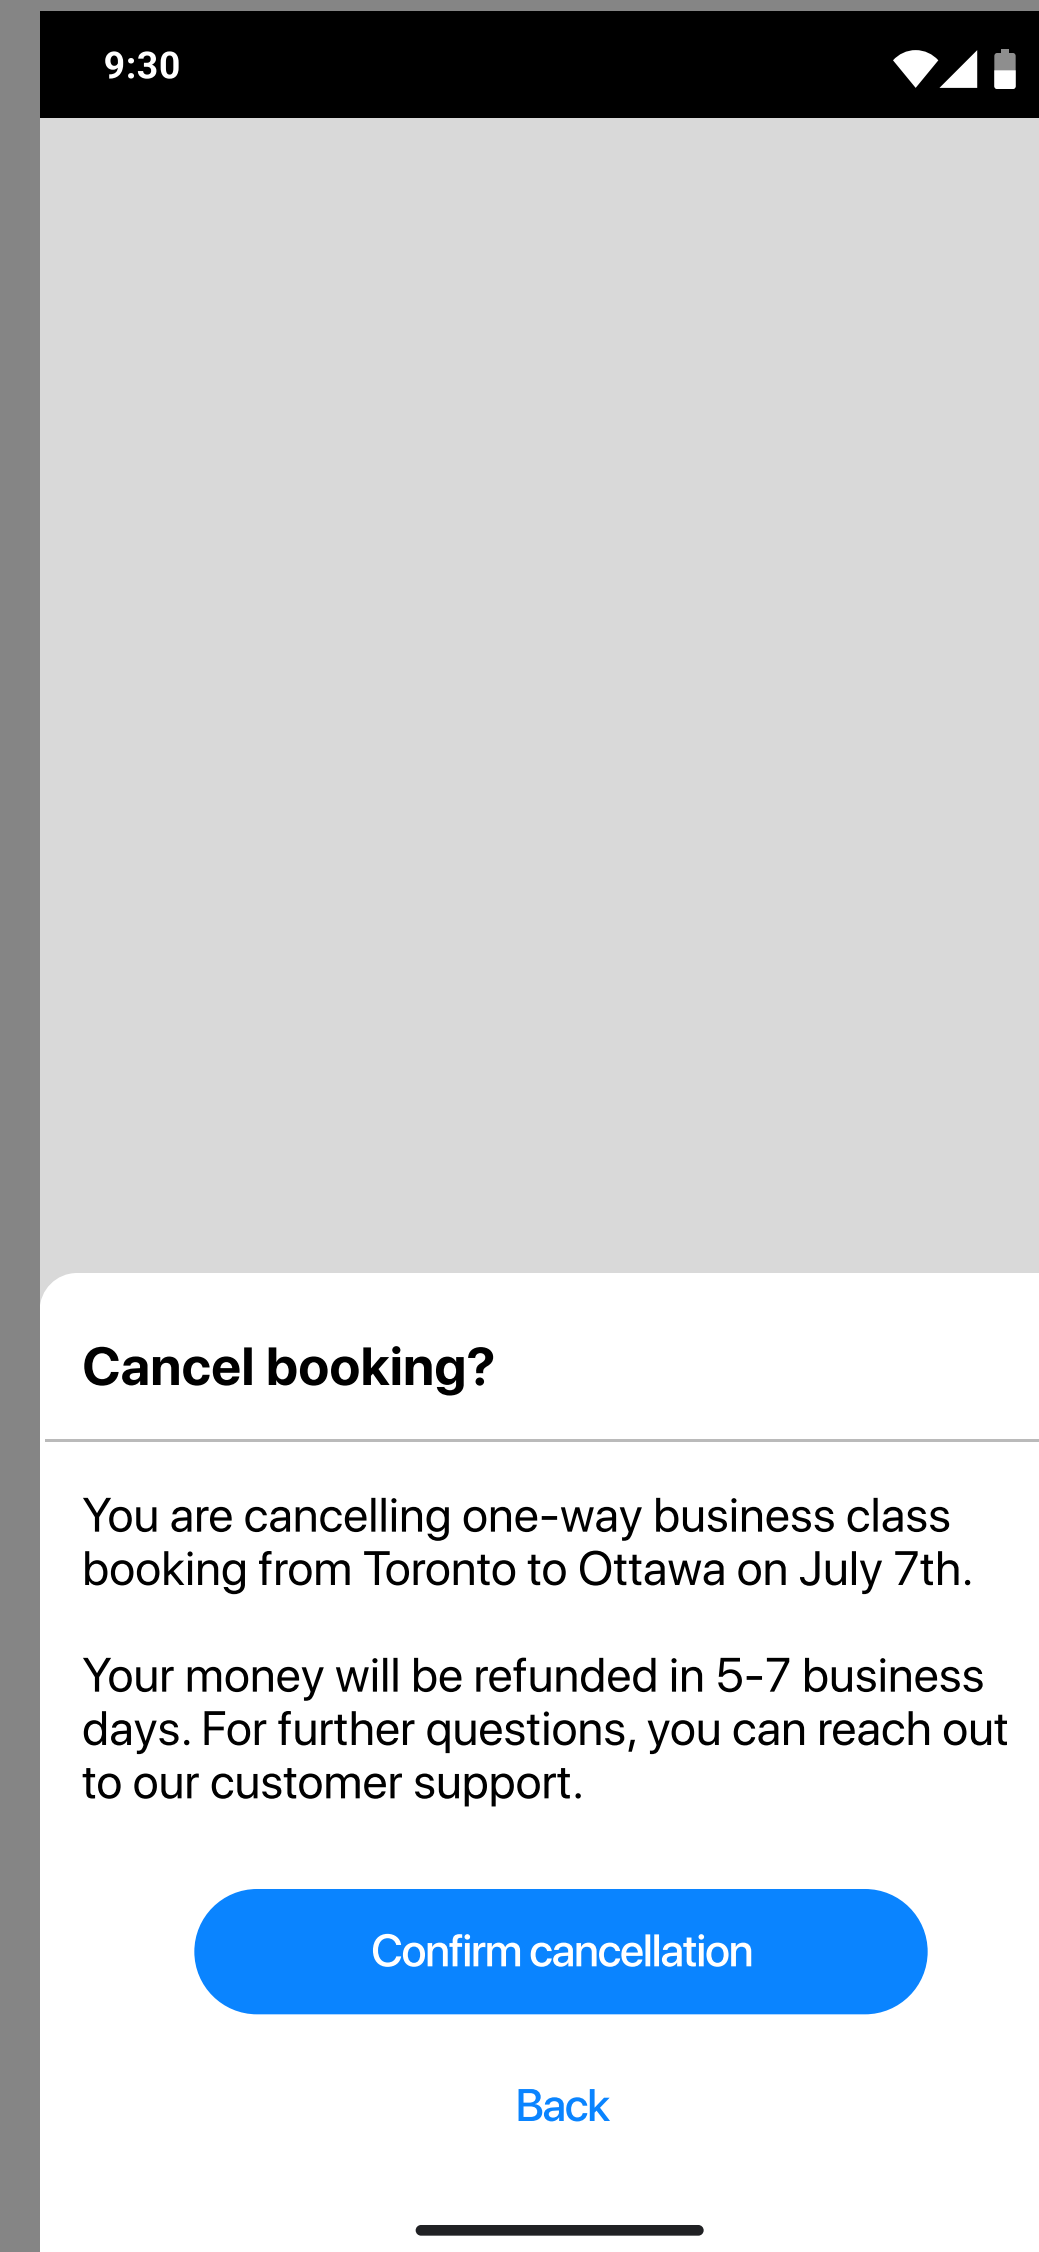 9:30
Cancel booking?
You are cancelling one-way business class
booking from Toronto to Ottawa on July 7th.
Your money will be refunded in 5-7 business
days. For further questions, you can reach out
to our customer support.
Confirm cancellation
Back